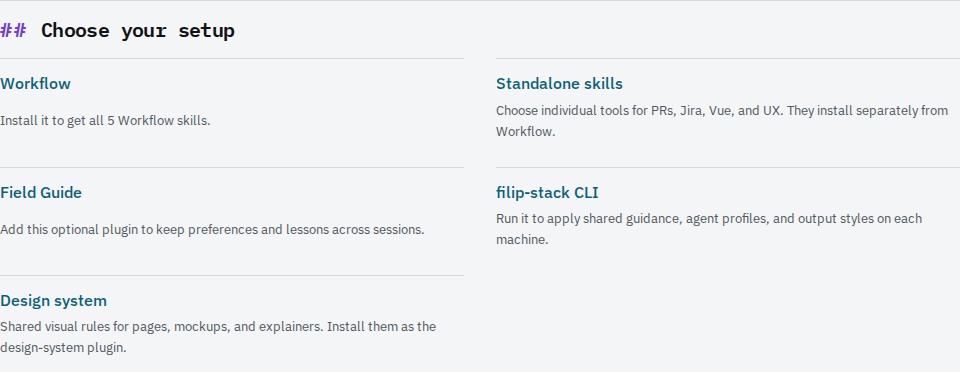 ## Choose your setup
Workflow
Install it to get all 5 Workflow skills.
Standalone skills
Choose individual tools for PRs, Jira, Vue, and UX. They install separately from
Workflow.
Field Guide
Add this optional plugin to keep preferences and lessons across sessions.
filip-stack CLI
Run it to apply shared guidance, agent profiles, and output styles on each
machine.
Design system
Shared visual rules for pages, mockups, and explainers. Install them as the
design-system plugin.